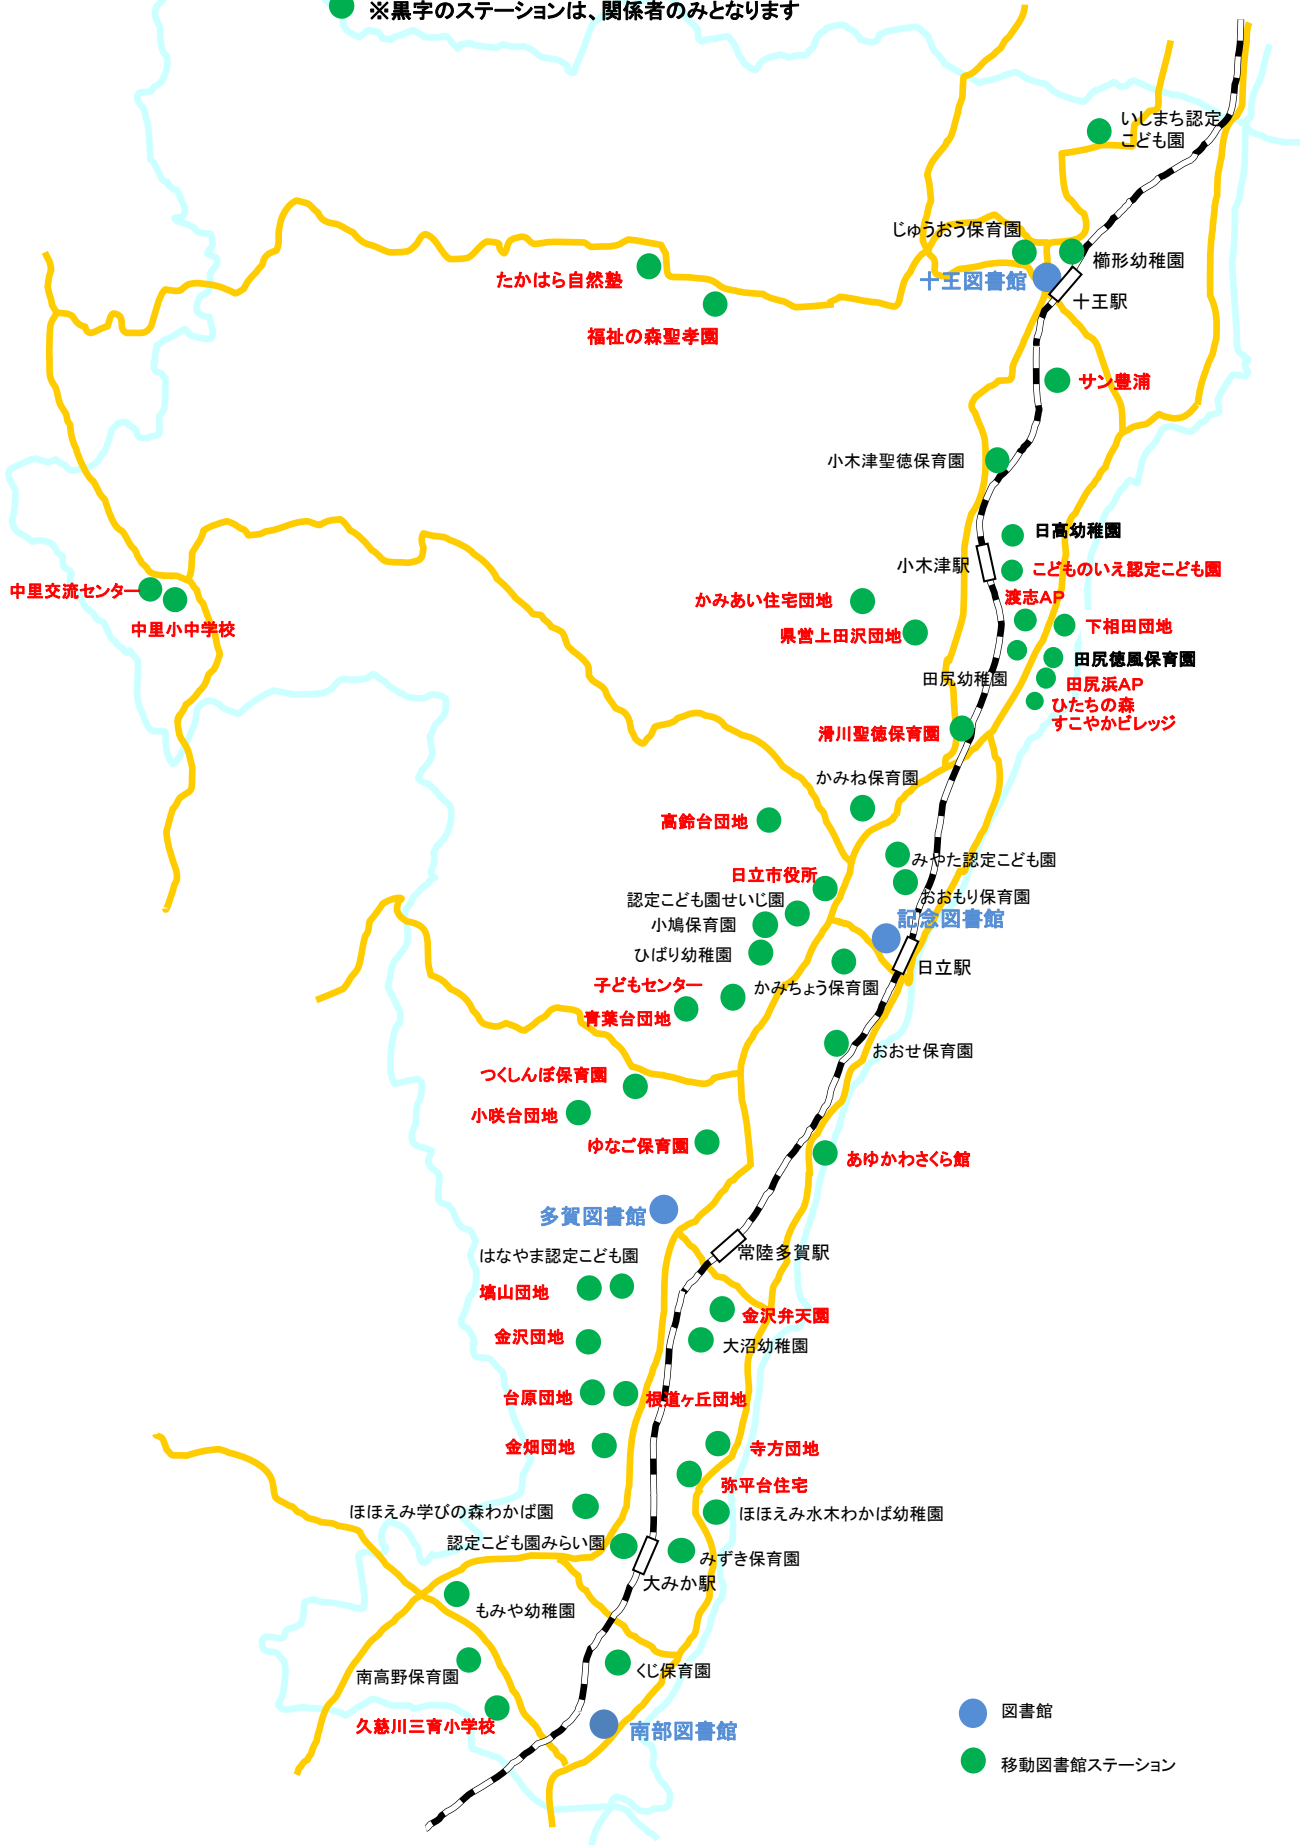 ※黒字のステーションは、関係者のみとなります
いしまち認定
こども園
じゅうおう保育園
櫛形幼稚園
十王図書館
十王駅
たかはら自然塾
福祉の森聖孝園
サン豊浦
小木津聖徳保育園
日高幼稚園
小木津駅
こどものいえ認定こども園
中里交流センター
中里小中学校
かみあい住宅団地
渡志AP
県営上田沢団地
下相田団地
田尻徳風保育園
田尻幼稚園
田尻浜AP
ひたちの森
すこやかビレッジ
滑川聖徳保育園
かみね保育園
高鈴台団地
みやた認定こども園
日立市役所
おおもり保育園
認定こども園せいじ園
記念図書館
小鳩保育園
ひばり幼稚園
日立駅
子どもセンター
かみちょう保育園
青葉台団地
おおせ保育園
つくしんぼ保育園
小咲台団地
ゆなご保育園
あゆかわさくら館
多賀図書館
常陸多賀駅
はなやま認定こども園
塙山団地
金沢弁天園
金沢団地
大沼幼稚園
台原団地
根道ヶ丘団地
金畑団地
寺方団地
弥平台住宅
ほほえみ学びの森わかば園
ほほえみ水木わかば幼稚園
認定こども園みらい園
みずき保育園
大みか駅
もみや幼稚園
南高野保育園
くじ保育園
久慈川三育小学校
南部図書館
図書館
移動図書館ステーション